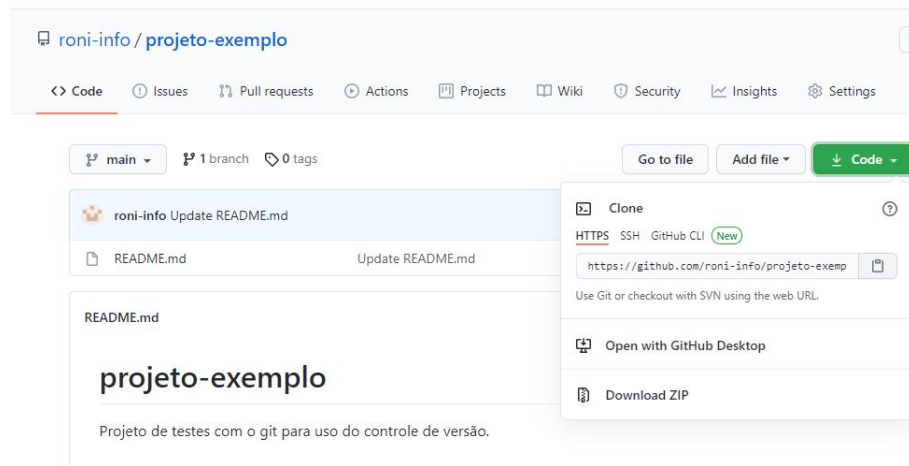 roni-info / projeto-exemplo
Code Issues Pull requests Actions Projects Wiki Security Insights Settings
main 1 branch 0 tags Go to file Add file Code
roni-info Update README.md
README.md Update README.md
README.md
projeto-exemplo
Projeto de testes com o git para uso do controle de versão.
Clone
HTTPS SSH GitHub CLI New
https://github.com/roni-info/projeto-exemp
Use Git or checkout with SVN using the web URL.
Open with GitHub Desktop
Download ZIP